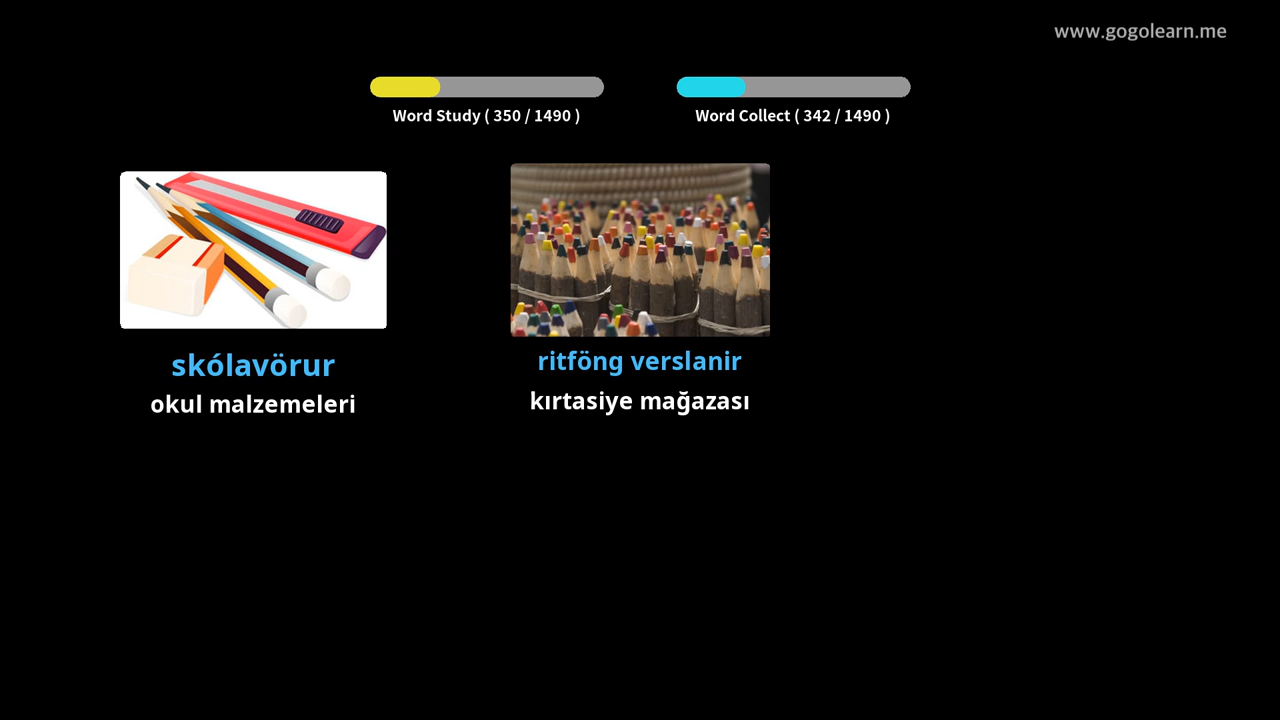 www.gogolearn.me
Word Study ( 350 / 1490 )
Word Collect ( 342 / 1490 )
skólavörur
okul malzemeleri
ritföng verslanir
kırtasiye mağazası